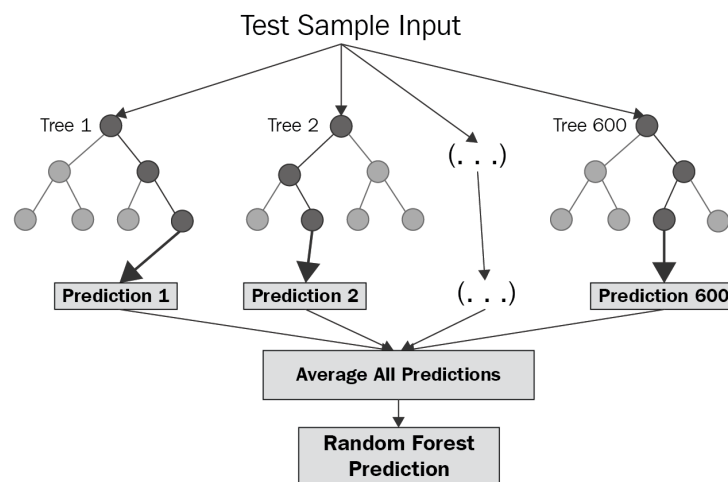 Test Sample Input
Tree 1
Tree 2
(. . .)
Tree 600
Prediction 1
Prediction 2
(. . .)
Prediction 600
Average All Predictions
Random Forest
Prediction